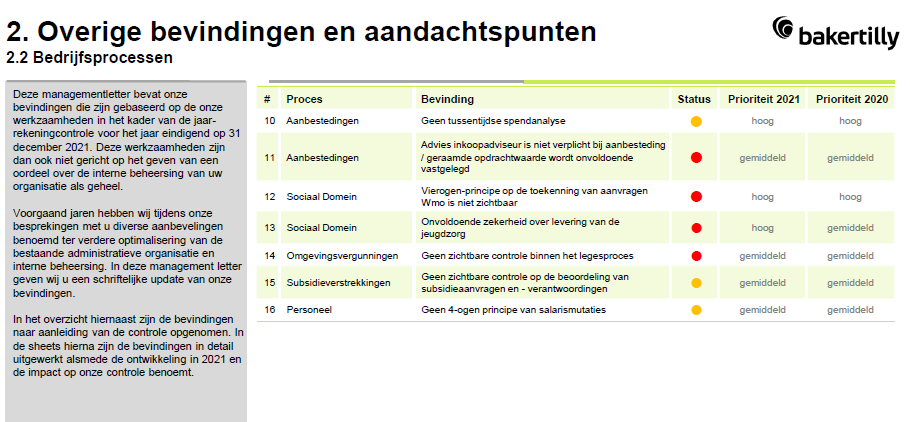 2. Overige bevindingen en aandachtspunten
2.2 Bedrijfsprocessen
bakertilly
Deze managementletter bevat onze
bevindingen die zijn gebaseerd op de onze
werkzaamheden in het kader van de jaar-
rekeningcontrole voor het jaar eindigend op 31
december 2021. Deze werkzaamheden zijn
dan ook niet gericht op het geven van een
oordeel over de interne beheersing van uw
organisatie als geheel.
Voorgaand jaren hebben wij tijdens onze
besprekingen met u diverse aanbevelingen
benoemd ter verdere optimalisering van de
bestaande administratieve organisatie en
interne beheersing. In deze management letter
geven wij u een schriftelijke update van onze
bevindingen.
In het overzicht hiernaast zijn de bevindingen
naar aanleiding van de controle opgenomen. In
de sheets hierna zijn de bevindingen in detail
uitgewerkt alsmede de ontwikkeling in 2021 en
de impact op onze controle benoemt.
# Proces Bevinding Status Prioriteit 2021 Prioriteit 2020
10 Aanbestedingen Geen tussentijdse spendanalyse hoog hoog
Advies inkoopadviseur is niet verplicht bij aanbesteding
11 Aanbestedingen / geraamde opdrachtwaarde wordt onvoldoende gemiddeld gemiddeld
vastgelegd
12 Sociaal Domein Vierogen-principe op de toekenning van aanvragen hoog hoog
Wmo is niet zichtbaar
13 Sociaal Domein Onvoldoende zekerheid over levering van de hoog gemiddeld
jeugdzorg
14 Omgevingsvergunningen Geen zichtbare controle binnen het legesproces gemiddeld gemiddeld
15 Subsidieverstrekkingen Geen zichtbare controle op de beoordeling van gemiddeld gemiddeld
subsidieaanvragen en - verantwoordingen
16 Personeel Geen 4-ogen principe van salarismutaties gemiddeld gemiddeld